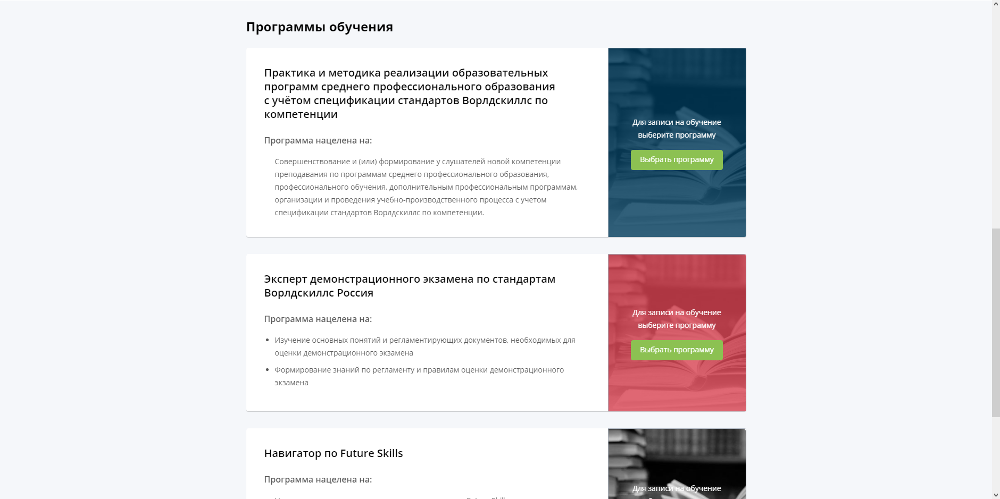 Программы обучения
Практика и методика реализации образовательных
программ среднего профессионального образования
с учётом спецификации стандартов Ворлдскиллс по
компетенции
Программа нацелена на:
Совершенствование и (или) формирование у слушателей новой компетенции
преподавания по программам среднего профессионального образования,
профессионального обучения, дополнительным профессиональным программам,
организации и проведения учебно-производственного процесса с учетом
спецификации стандартов Ворлдскиллс по компетенции.
Для записи на обучение
выберите программу
Выбрать программу
Эксперт демонстрационного экзамена по стандартам
Ворлдскиллс Россия
Программа нацелена на:
• Изучение основных понятий и регламентирующих документов, необходимых для
оценки демонстрационного экзамена
• Формирование знаний по регламенту и правилам оценки демонстрационного
экзамена
Для записи на обучение
выберите программу
Выбрать программу
Навигатор по Future Skills
Программа нацелена на:
Future Skill
Для записи на обучение